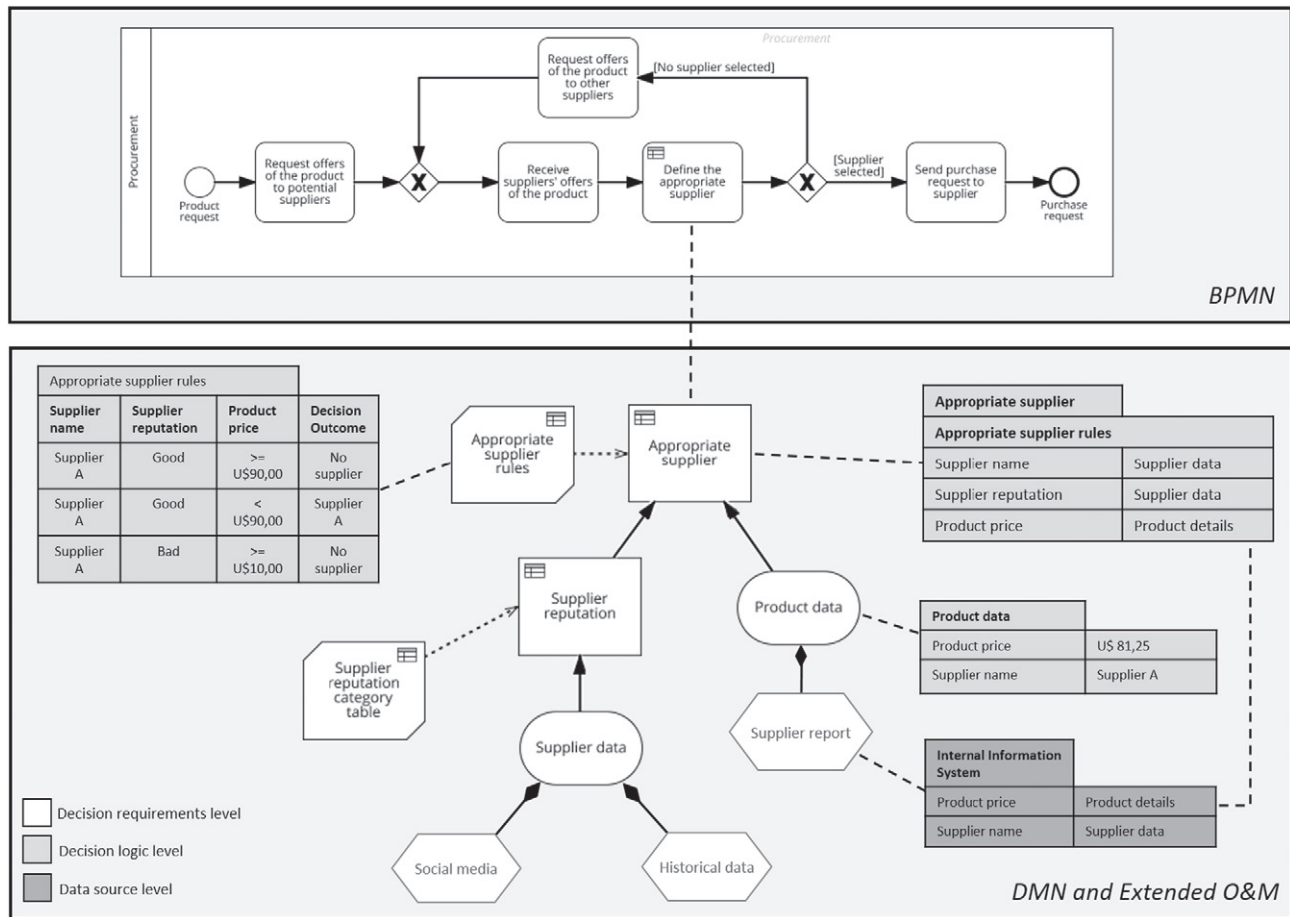 Procurement
Procurement
Request offers
of the product
to other
suppliers
[No supplier selected]
Product
request
Request offers
of the product
to potential
suppliers
X
Receive
suppliers' offers
of the product
Define the
appropriate
supplier
X
[Supplier
selected]
Send purchase
request to
supplier
Purchase
request
BPMN
Appropriate supplier rules
Supplier name Supplier reputation Product price Decision Outcome
Supplier A Good >= U$90,00 No supplier
Supplier A Good < U$90,00 Supplier A
Supplier A Bad >= U$10,00 No supplier
Appropriate
supplier
rules
Appropriate
supplier
Appropriate supplier
Appropriate supplier rules
Supplier name Supplier data
Supplier reputation Supplier data
Product price Product details
Supplier
reputation
Product data
Product data
Product price U$ 81,25
Supplier name Supplier A
Supplier
reputation
category
table
Supplier data
Supplier report
Internal Information
System
Product price Product details
Supplier name Supplier data
Social media
Historical data
Decision requirements level
Decision logic level
Data source level
DMN and Extended O&M